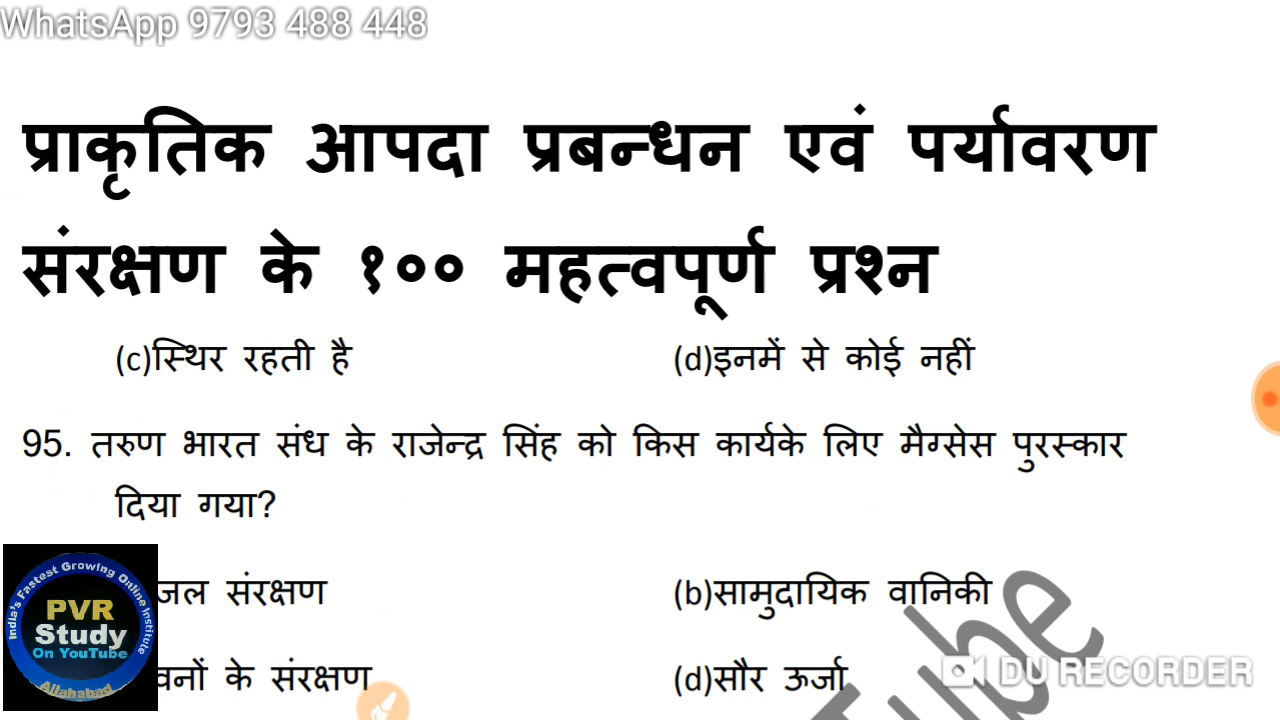 WhatsApp 9793 488 448
प्राकृतिक आपदा प्रबन्धन एवं पर्यावरण
संरक्षण के १०० महत्वपूर्ण प्रश्न
(c)स्थिर रहती है (d)इनमें से कोई नहीं
95. तरुण भारत संध के राजेन्द्र सिंह को किस कार्यके लिए मैग्सेस पुरस्कार
दिया गया?
जल संरक्षण (b)सामुदायिक वानिकी
वनों के संरक्षण (d)सौर ऊर्जा
India's Fastest Growing Online Institute
PVR
Study
On YouTube
Allahabad
Tube
DU RECORDER